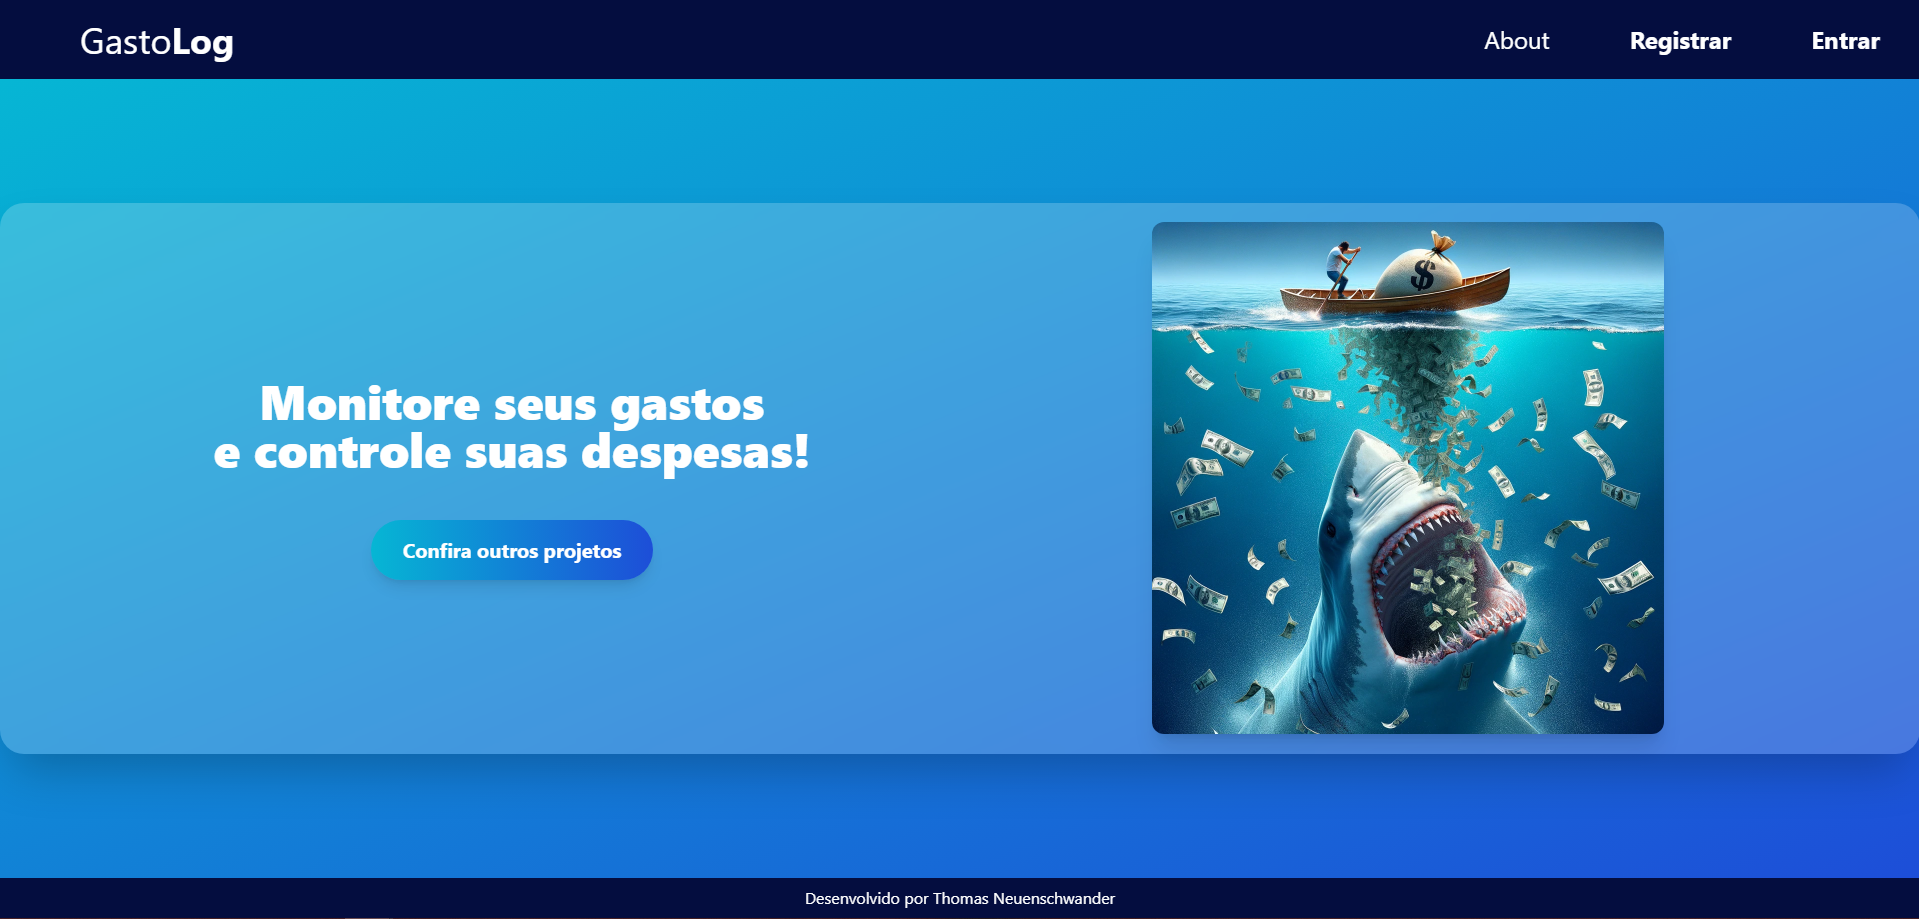 GastoLog
About
Registrar
Entrar
$
Monitore seus gastos
e controle suas despesas!
Confira outros projetos
Desenvolvido por Thomas Neuenschwander